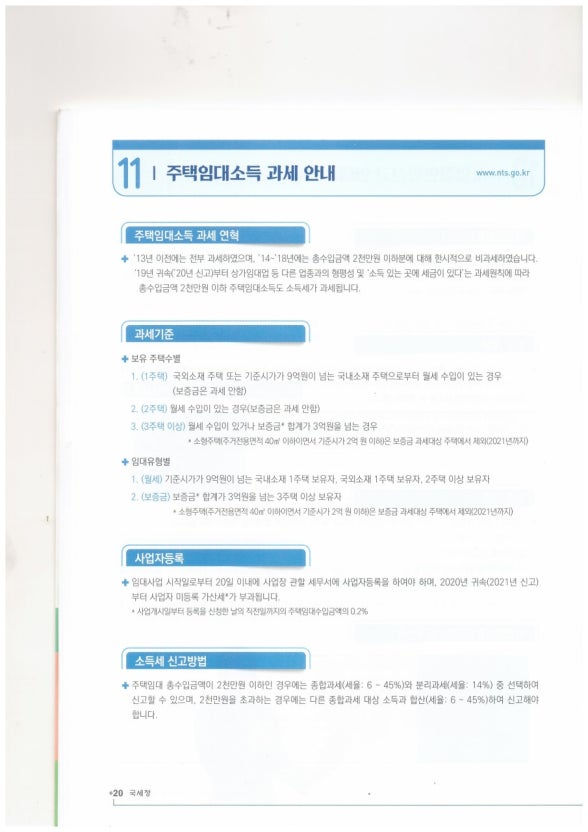 11 | 주택임대소득 과세 안내
www.nts.go.kr
주택임대소득 과세 연혁
✚ '13년 이전에는 전부 과세하였으며, '14~'18년에는 총수입금액 2천만원 이하분에 대해 한시적으로 비과세하였습니다.
'19년 귀속('20년 신고)부터 상가임대업 등 다른 업종과의 형평성 및 '소득 있는 곳에 세금이 있다'는 과세원칙에 따라
총수입금액 2천만원 이하 주택임대소득도 소득세가 과세됩니다.
과세기준
✚ 보유 주택수별
1. (1주택) 국외소재 주택 또는 기준시가가 9억원이 넘는 국내소재 주택으로부터 월세 수입이 있는 경우
(보증금은 과세 안함)
2. (2주택) 월세 수입이 있는 경우(보증금은 과세 안함)
3. (3주택 이상) 월세 수입이 있거나 보증금* 합계가 3억원을 넘는 경우
* 소형주택(주거전용면적 40㎡ 이하이면서 기준시가 2억 원 이하)은 보증금 과세대상 주택에서 제외(2021년까지)
✚ 임대유형별
1. (월세) 기준시가가 9억원이 넘는 국내소재 1주택 보유자, 국외소재 1주택 보유자, 2주택 이상 보유자
2. (보증금) 보증금* 합계가 3억원을 넘는 3주택 이상 보유자
* 소형주택(주거전용면적 40㎡ 이하이면서 기준시가 2억 원 이하)은 보증금 과세대상 주택에서 제외(2021년까지)
사업자등록
✚ 임대사업 시작일로부터 20일 이내에 사업장 관할 세무서에 사업자등록을 하여야 하며, 2020년 귀속(2021년 신고)
부터 사업자 미등록 가산세*가 부과됩니다.
* 사업개시일부터 등록을 신청한 날의 직전일까지의 주택임대수입금액의 0.2%
소득세 신고방법
✚ 주택임대 총수입금액이 2천만원 이하인 경우에는 종합과세(세율: 6 ~ 45%)와 분리과세(세율: 14%) 중 선택하여
신고할 수 있으며, 2천만원을 초과하는 경우에는 다른 종합과세 대상 소득과 합산(세율: 6 ~ 45%)하여 신고해야
합니다.
20 국세청